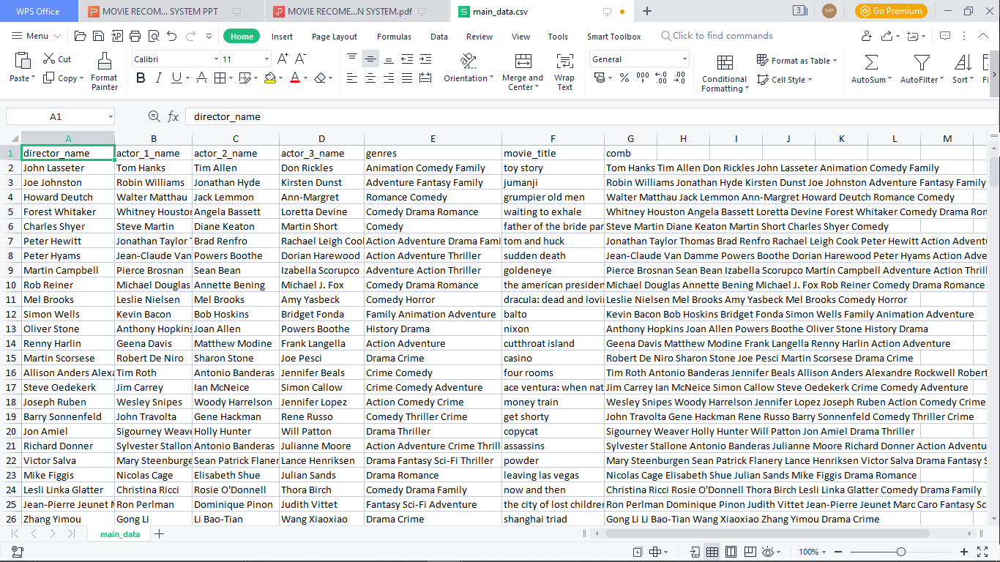 WPS Office MOVIE RECOM... SYSTEM PPT MOVIE RECOME...N SYSTEM.pdf main_data.csv 3 MP Go Premium
Menu Home Insert Page Layout Formulas Data Review View Tools Smart Toolbox Click to find commands
Paste Cut Copy Format Painter Calibri 11 Orientation Merge and Center Wrap Text General Conditional Formatting Format as Table Cell Style AutoSum AutoFilter Sort Fi
A1 fx director_name
A B C D E F G H I J K L M
1 director_name actor_1_name actor_2_name actor_3_name genres movie_title comb
2 John Lasseter Tom Hanks Tim Allen Don Rickles Animation Comedy Family toy story Tom Hanks Tim Allen Don Rickles John Lasseter Animation Comedy Family
3 Joe Johnston Robin Williams Jonathan Hyde Kirsten Dunst Adventure Fantasy Family jumanji Robin Williams Jonathan Hyde Kirsten Dunst Joe Johnston Adventure Fantasy Family
4 Howard Deutch Walter Matthau Jack Lemmon Ann-Margret Romance Comedy grumpier old men Walter Matthau Jack Lemmon Ann-Margret Howard Deutch Romance Comedy
5 Forest Whitaker Whitney Houston Angela Bassett Loretta Devine Comedy Drama Romance waiting to exhale Whitney Houston Angela Bassett Loretta Devine Forest Whitaker Comedy Drama Rom
6 Charles Shyer Steve Martin Diane Keaton Martin Short Comedy father of the bride par Steve Martin Diane Keaton Martin Short Charles Shyer Comedy
7 Peter Hewitt Jonathan Taylor T Brad Renfro Rachael Leigh Cool Action Adventure Drama Fami tom and huck Jonathan Taylor Thomas Brad Renfro Rachael Leigh Cook Peter Hewitt Action Advent
8 Peter Hyams Jean-Claude Van Powers Boothe Dorian Harewood Action Adventure Thriller sudden death Jean-Claude Van Damme Powers Boothe Dorian Harewood Peter Hyams Action Adve
9 Martin Campbell Pierce Brosnan Sean Bean Izabella Scorupco Adventure Action Thriller goldeneye Pierce Brosnan Sean Bean Izabella Scorupco Martin Campbell Adventure Action Thrill
10 Rob Reiner Michael Douglas Annette Bening Michael J. Fox Comedy Drama Romance the american presiden Michael Douglas Annette Bening Michael J. Fox Rob Reiner Comedy Drama Romance
11 Mel Brooks Leslie Nielsen Mel Brooks Amy Yasbeck Comedy Horror dracula: dead and lovi Leslie Nielsen Mel Brooks Amy Yasbeck Mel Brooks Comedy Horror
12 Simon Wells Kevin Bacon Bob Hoskins Bridget Fonda Family Animation Adventure balto Kevin Bacon Bob Hoskins Bridget Fonda Simon Wells Family Animation Adventure
13 Oliver Stone Anthony Hopkins Joan Allen Powers Boothe History Drama nixon Anthony Hopkins Joan Allen Powers Boothe Oliver Stone History Drama
14 Renny Harlin Geena Davis Matthew Modine Frank Langella Action Adventure cutthroat island Geena Davis Matthew Modine Frank Langella Renny Harlin Action Adventure
15 Martin Scorsese Robert De Niro Sharon Stone Joe Pesci Drama Crime casino Robert De Niro Sharon Stone Joe Pesci Martin Scorsese Drama Crime
16 Allison Anders Alexa Tim Roth Antonio Banderas Jennifer Beals Crime Comedy four rooms Tim Roth Antonio Banderas Jennifer Beals Allison Anders Alexandre Rockwell Robert
17 Steve Oedekerk Jim Carrey Ian McNeice Simon Callow Crime Comedy Adventure ace ventura: when nat Jim Carrey Ian McNeice Simon Callow Steve Oedekerk Crime Comedy Adventure
18 Joseph Ruben Wesley Snipes Woody Harrelson Jennifer Lopez Action Comedy Crime money train Wesley Snipes Woody Harrelson Jennifer Lopez Joseph Ruben Action Comedy Crime
19 Barry Sonnenfeld John Travolta Gene Hackman Rene Russo Comedy Thriller Crime get shorty John Travolta Gene Hackman Rene Russo Barry Sonnenfeld Comedy Thriller Crime
20 Jon Amiel Sigourney Weave Holly Hunter Will Patton Drama Thriller copycat Sigourney Weaver Holly Hunter Will Patton Jon Amiel Drama Thriller
21 Richard Donner Sylvester Stallon Antonio Banderas Julianne Moore Action Adventure Crime Thrill assassins Sylvester Stallone Antonio Banderas Julianne Moore Richard Donner Action Adventu
22 Victor Salva Mary Steenburge Sean Patrick Flaner Lance Henriksen Drama Fantasy Sci-Fi Thriller powder Mary Steenburgen Sean Patrick Flanery Lance Henriksen Victor Salva Drama Fantasy S
23 Mike Figgis Nicolas Cage Elisabeth Shue Julian Sands Drama Romance leaving las vegas Nicolas Cage Elisabeth Shue Julian Sands Mike Figgis Drama Romance
24 Lesli Linka Glatter Christina Ricci Rosie O'Donnell Thora Birch Comedy Drama Family now and then Christina Ricci Rosie O'Donnell Thora Birch Lesli Linka Glatter Comedy Drama Family
25 Jean-Pierre Jeunet M Ron Perlman Dominique Pinon Judith Vittet Fantasy Sci-Fi Adventure the city of lost children Ron Perlman Dominique Pinon Judith Vittet Jean-Pierre Jeunet Marc Caro Fantasy Sc
26 Zhang Yimou Gong Li Li Bao-Tian Wang Xiaoxiao Drama Crime shanghai triad Gong Li Li Bao-Tian Wang Xiaoxiao Zhang Yimou Drama Crime
main_data
100%